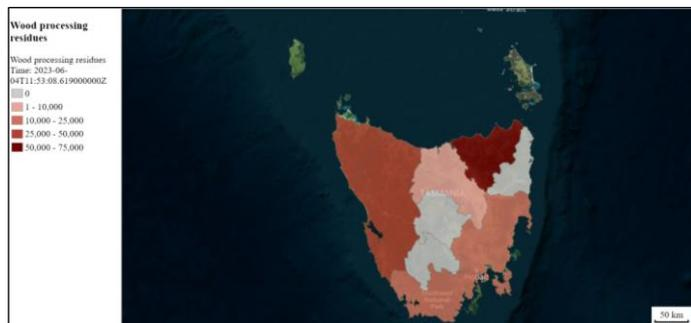 Wood processing
residues
Wood processing residues
Time: 2023-06-
04T11:53:08.619000000Z
0
1 - 10,000
10,000 - 25,000
25,000 - 50,000
50,000 - 75,000
50 km